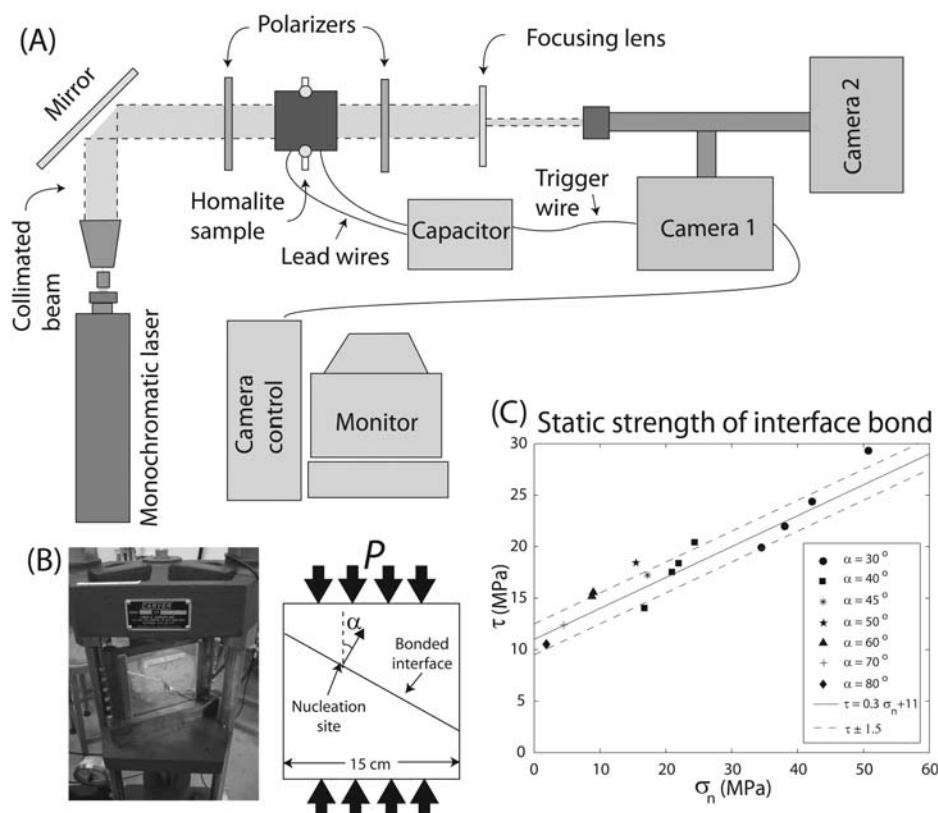 (A)
Polarizers
Focusing lens
Mirror
Camera 2
Homalite
sample
Lead wires
Capacitor
Trigger
wire
Camera 1
Collimated
beam
Monochromatic laser
Camera
control
Monitor
(B)
CARVER
P
α
Bonded
interface
Nucleation
site
15 cm
(C) Static strength of interface bond
τ (MPa)
30
25
20
15
10
5
0
0 10 20 30 40 50 60
σn (MPa)
α = 30 °
α = 40 °
α = 45 °
α = 50 °
α = 60 °
α = 70 °
α = 80 °
τ = 0.3 σn+11
τ ± 1.5